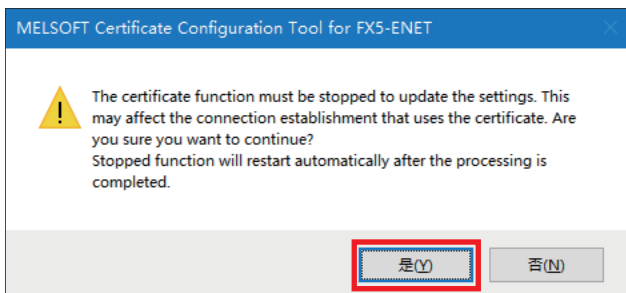 MELSOFT Certificate Configuration Tool for FX5-ENET
The certificate function must be stopped to update the settings. This
may affect the connection establishment that uses the certificate. Are
you sure you want to continue?
Stopped function will restart automatically after the processing is
completed.
是(Y) 否(N)